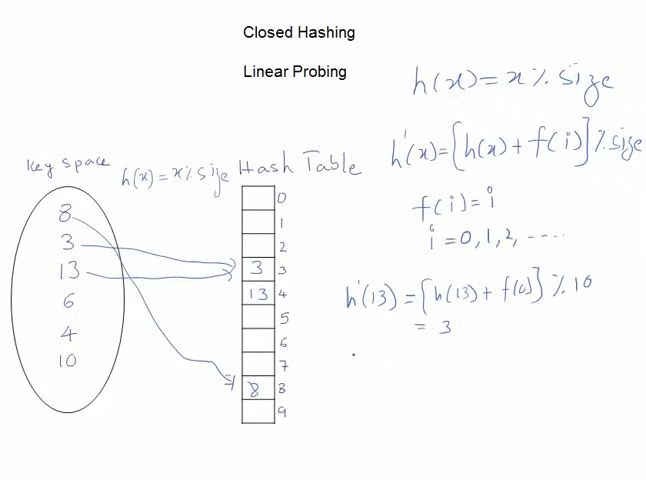 Closed Hashing
Linear Probing
h(x) = x % size
h'(x) = [h(x) + f(i)] % size
f(i) = i
i = 0, 1, 2, -----
h'(13) = [h(13) + f(0)] % 10
= 3
Key space
h(x) = x % size
Hash Table
8
3
13
6
4
10
0
1
2
3 3
13 4
5
6
7
8 8
9